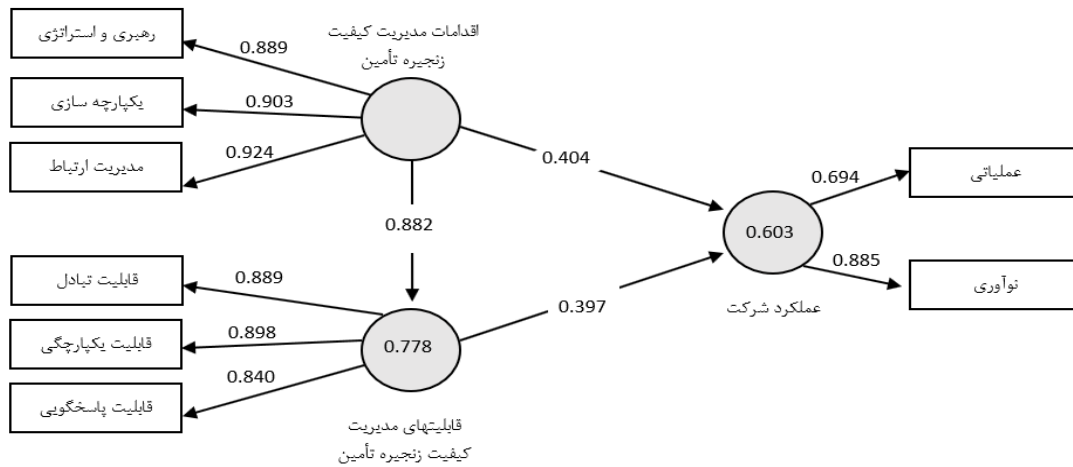 رهبری و استراتژی
0.889
یکپارچه سازی
0.903
مدیریت ارتباط
0.924
اقدامات مدیریت کیفیت
زنجیره تأمین
0.404
0.882
عملیاتی
0.694
0.603
0.885
نوآوری
عملکرد شرکت
0.397
قابلیت تبادل
0.889
قابلیت یکپارچگی
0.898
قابلیت پاسخگویی
0.840
0.778
قابلیتهای مدیریت
کیفیت زنجیره تأمین